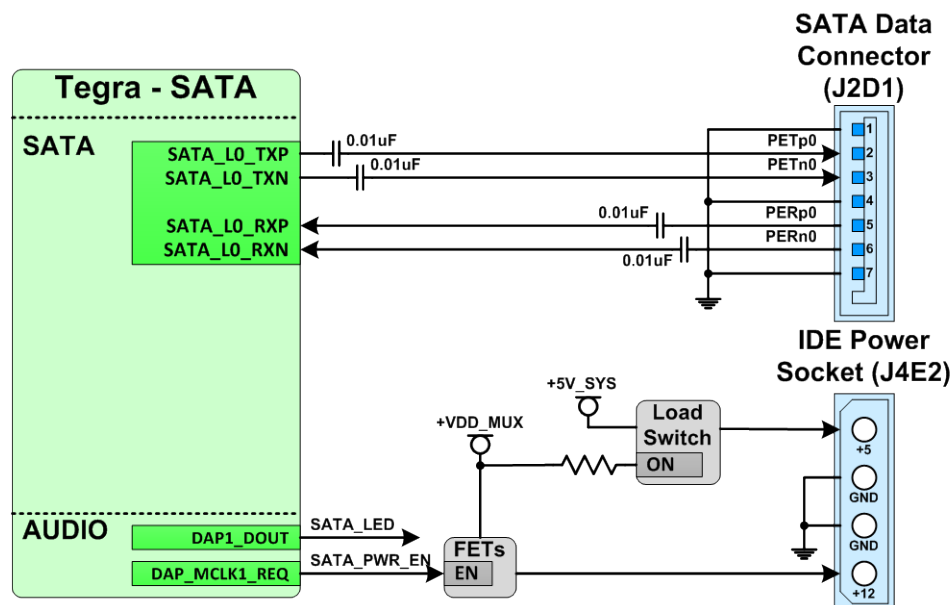 SATA Data
Connector
(J2D1)
Tegra - SATA
SATA
SATA_L0_TXP
SATA_L0_TXN
SATA_L0_RXP
SATA_L0_RXN
0.01uF
0.01uF
0.01uF
0.01uF
PETp0
PETn0
PERp0
PERn0
1
2
3
4
5
6
7
IDE Power
Socket (J4E2)
+5V_SYS
+VDD_MUX
Load
Switch
ON
+5
GND
GND
+12
AUDIO
DAP1_DOUT
SATA_LED
DAP_MCLK1_REQ
SATA_PWR_EN
FETs
EN